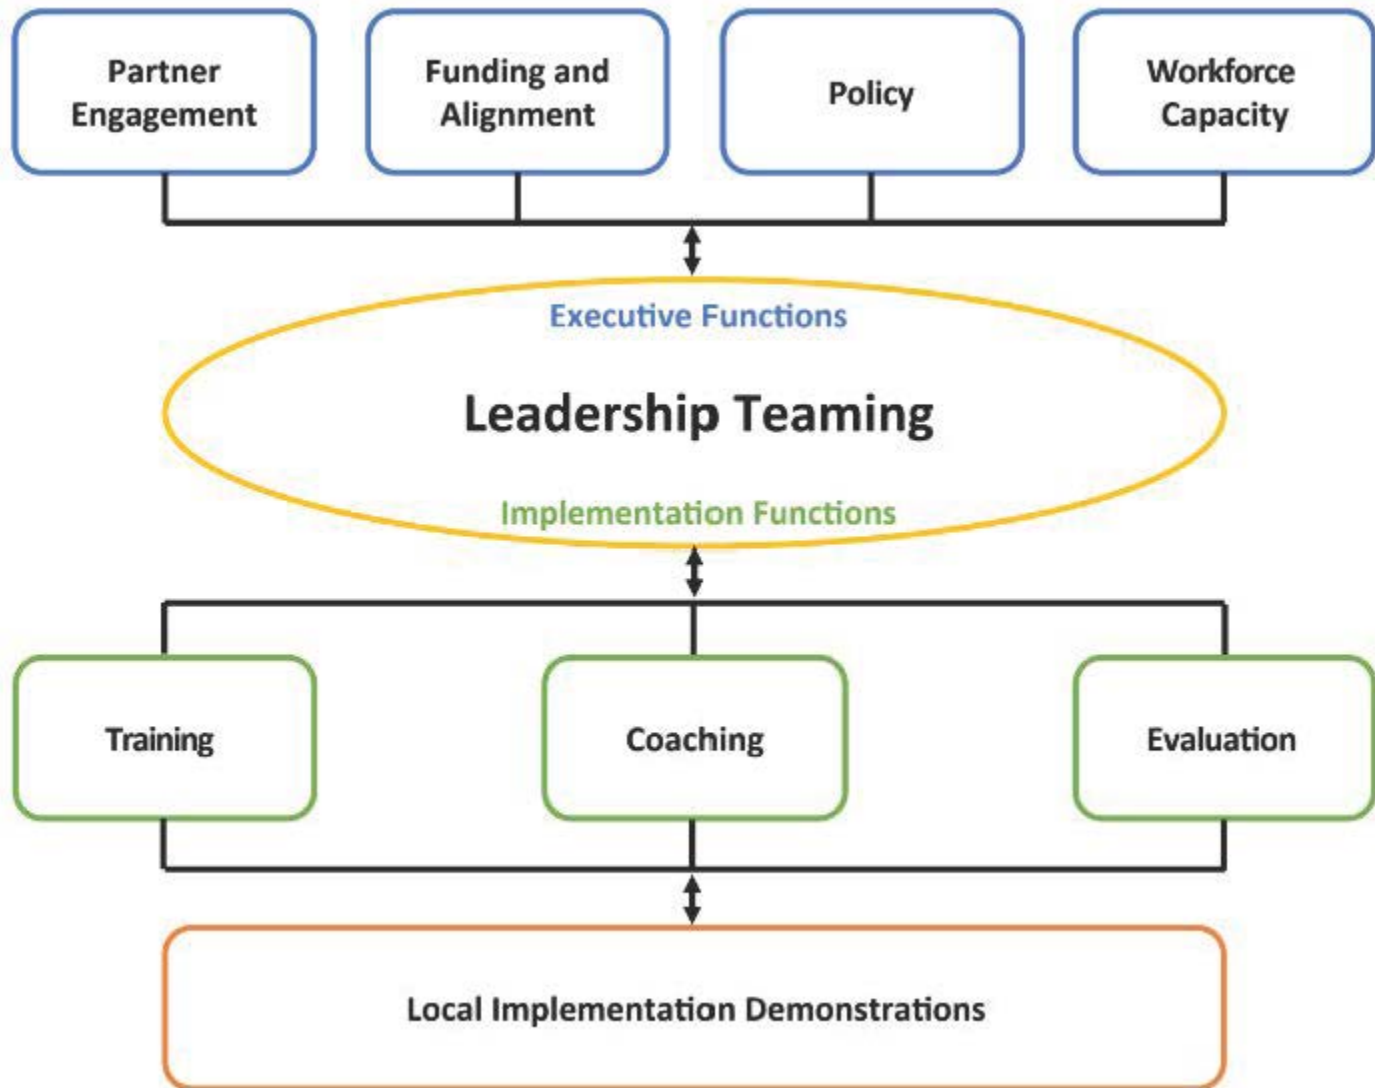 Partner
Engagement
Funding and
Alignment
Policy
Workforce
Capacity
Executive Functions
Leadership Teaming
Implementation Functions
Training
Coaching
Evaluation
Local Implementation Demonstrations